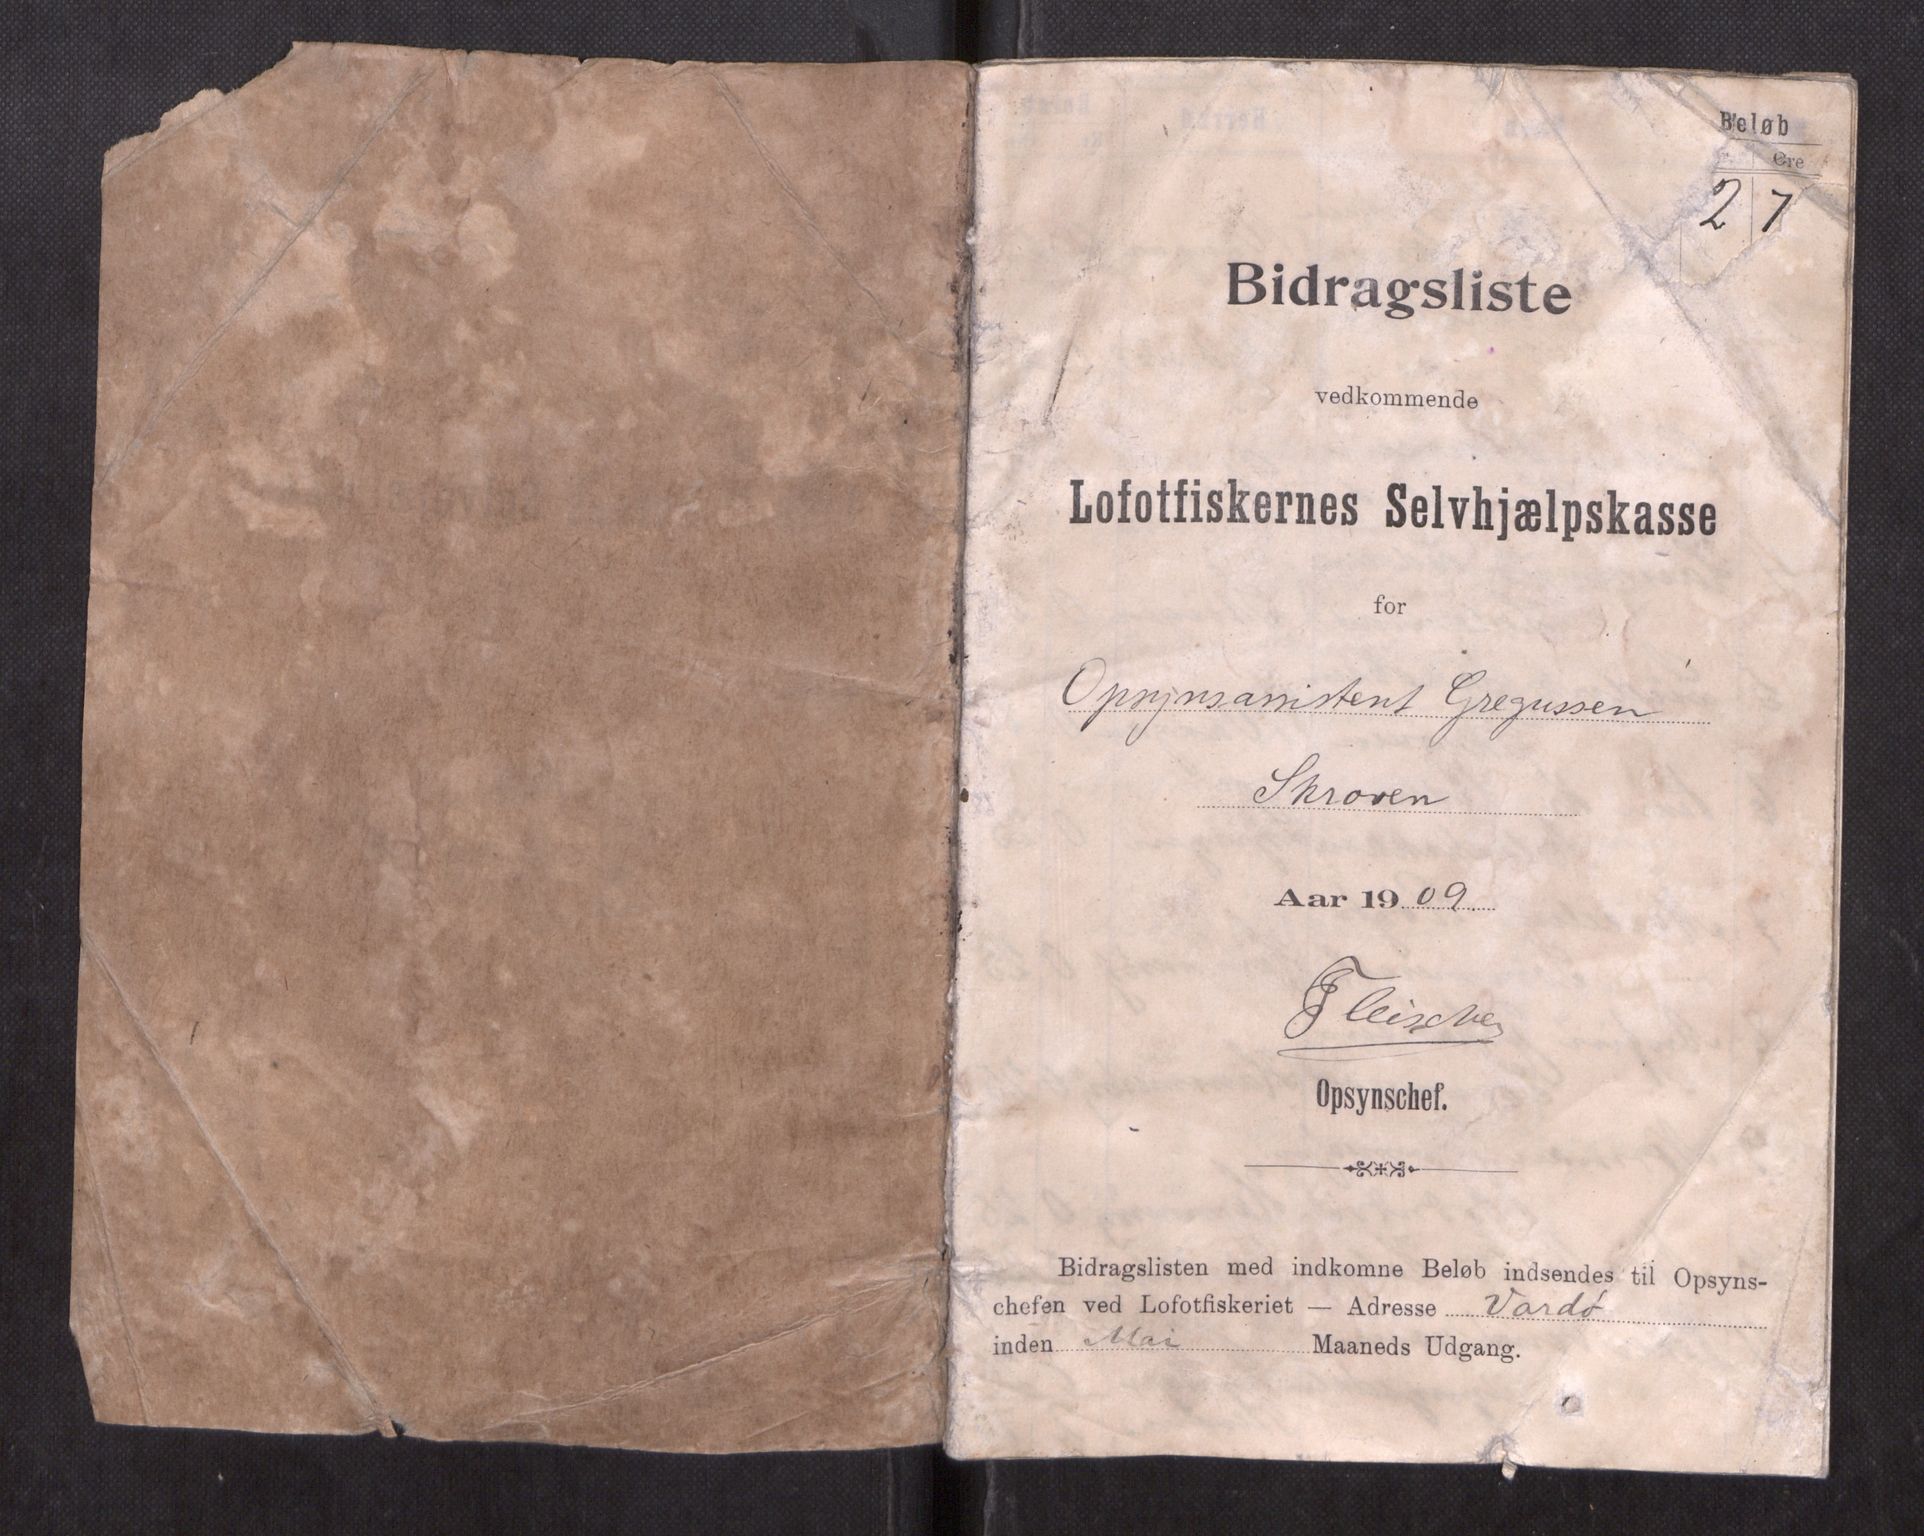 Beløb
Øre
2 7
Bidragsliste
vedkommende
Lofotfiskernes Selvhjælpskasse
for
Opsynsassistent Gregussen
Skroven
Aar 1909.
Fleischer
Opsynschef.
Bidragslisten med indkomne Beløb indsendes til Opsyns-
chefen ved Lofotfiskeriet — Adresse Vardø
inden Mai Maaneds Udgang.